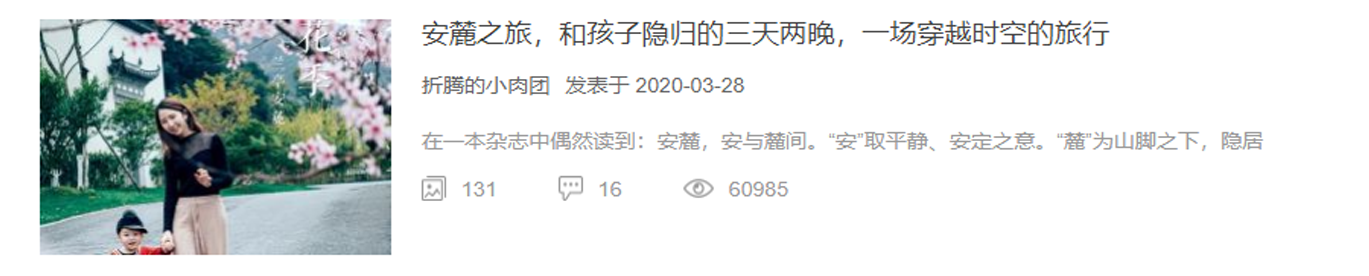 花季
安麓之旅，和孩子隐归的三天两晚，一场穿越时空的旅行
折腾的小肉团 发表于 2020-03-28
在一本杂志中偶然读到：安麓，安与麓间。“安”取平静、安定之意。“麓”为山脚之下，隐居
131 16 60985